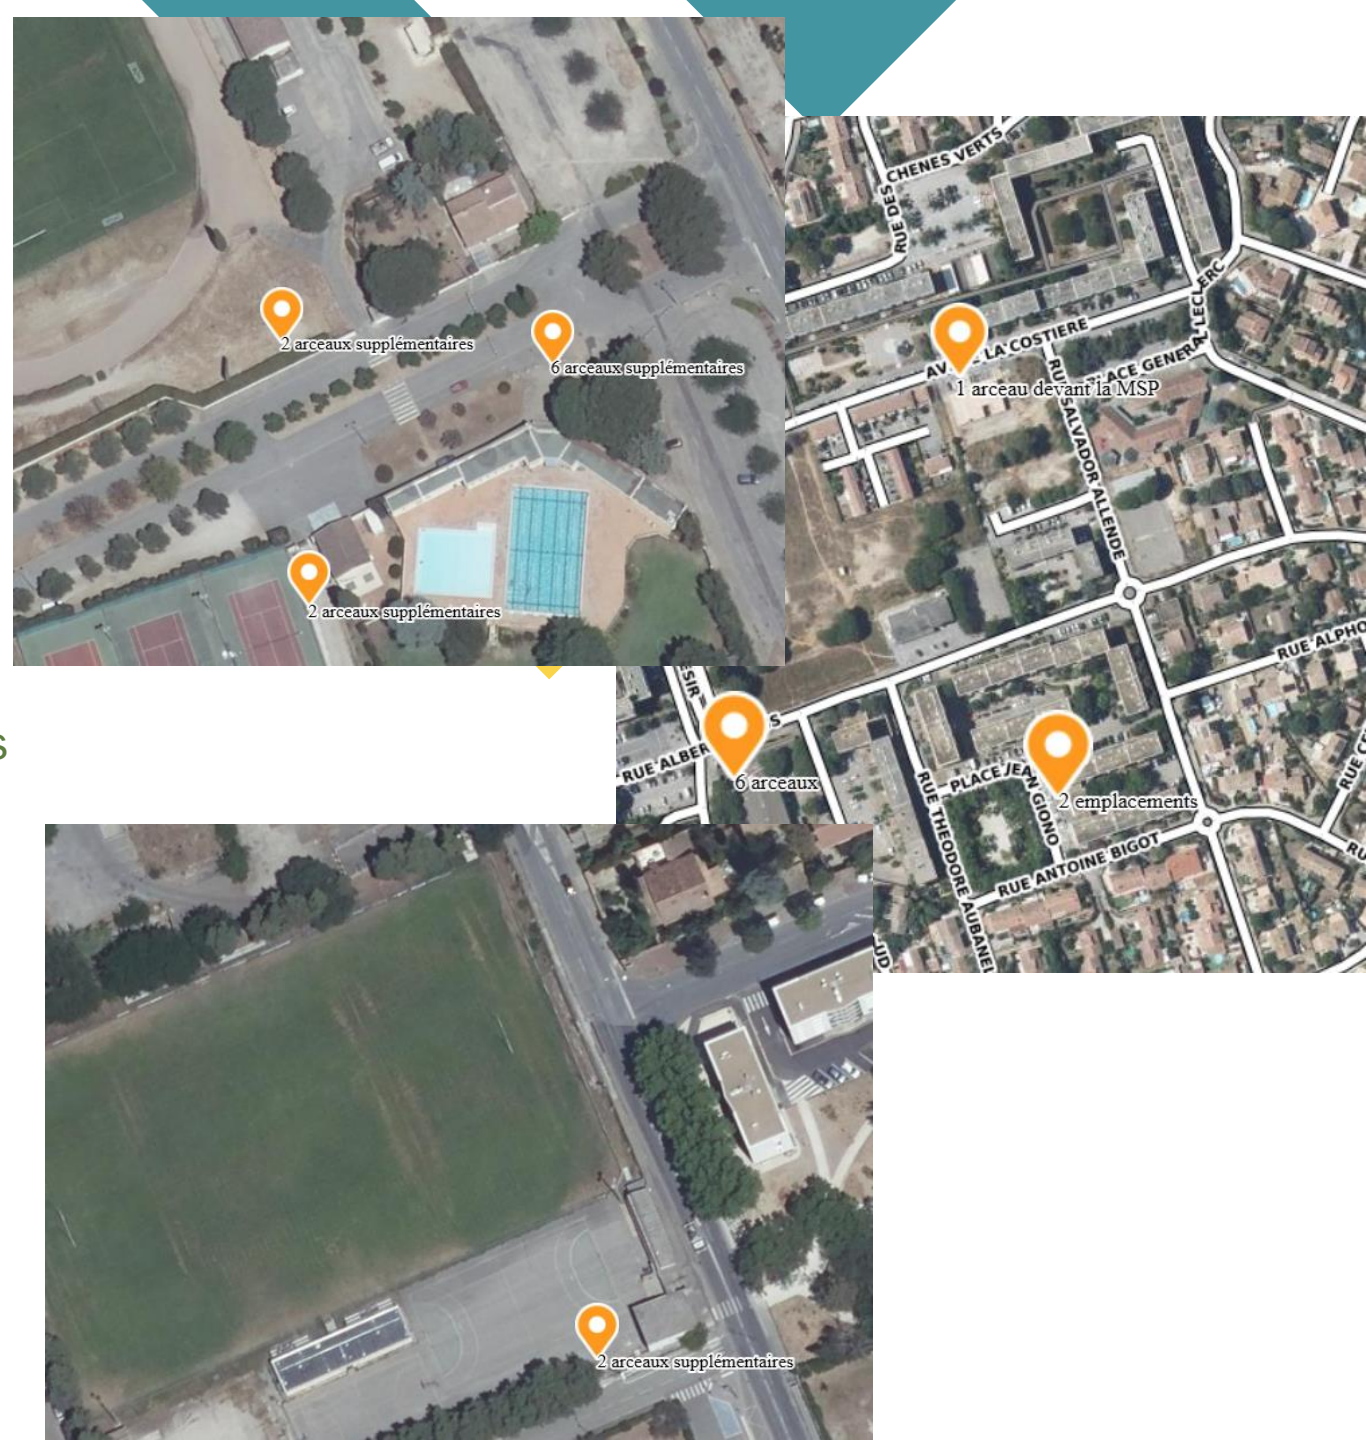 2 arceaux supplémentaires
6 arceaux supplémentaires
2 arceaux supplémentaires
RUE DES CHENES VERTS
LA COSTIERE
1 arceau devant la MSP
GENERAL LECLERC
SALVADOR ALLENDE
RUE ALPHO
S
RUE ALBER
6 arceaux
PLACE JEAN GIONO
2 emplacements
RUE THEODORE AUBANEL
RUE ANTOINE BIGOT
RUE C
RU
UD
s
2 arceaux supplémentaires